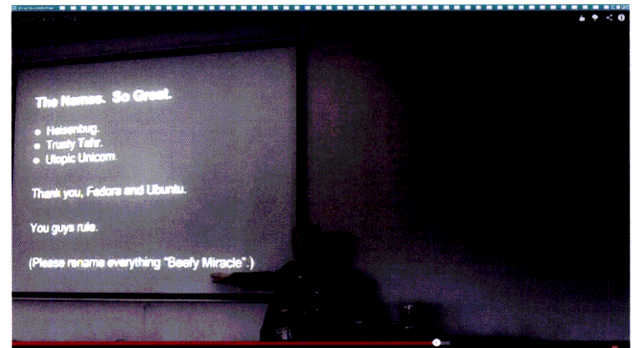 The Names. So Great.
Heisenbug.
Trusty Tahr.
Utopic Unicorn.
Thank you, Fedora and Ubuntu.
You guys rule.
(Please rename everything "Beefy Miracle".)